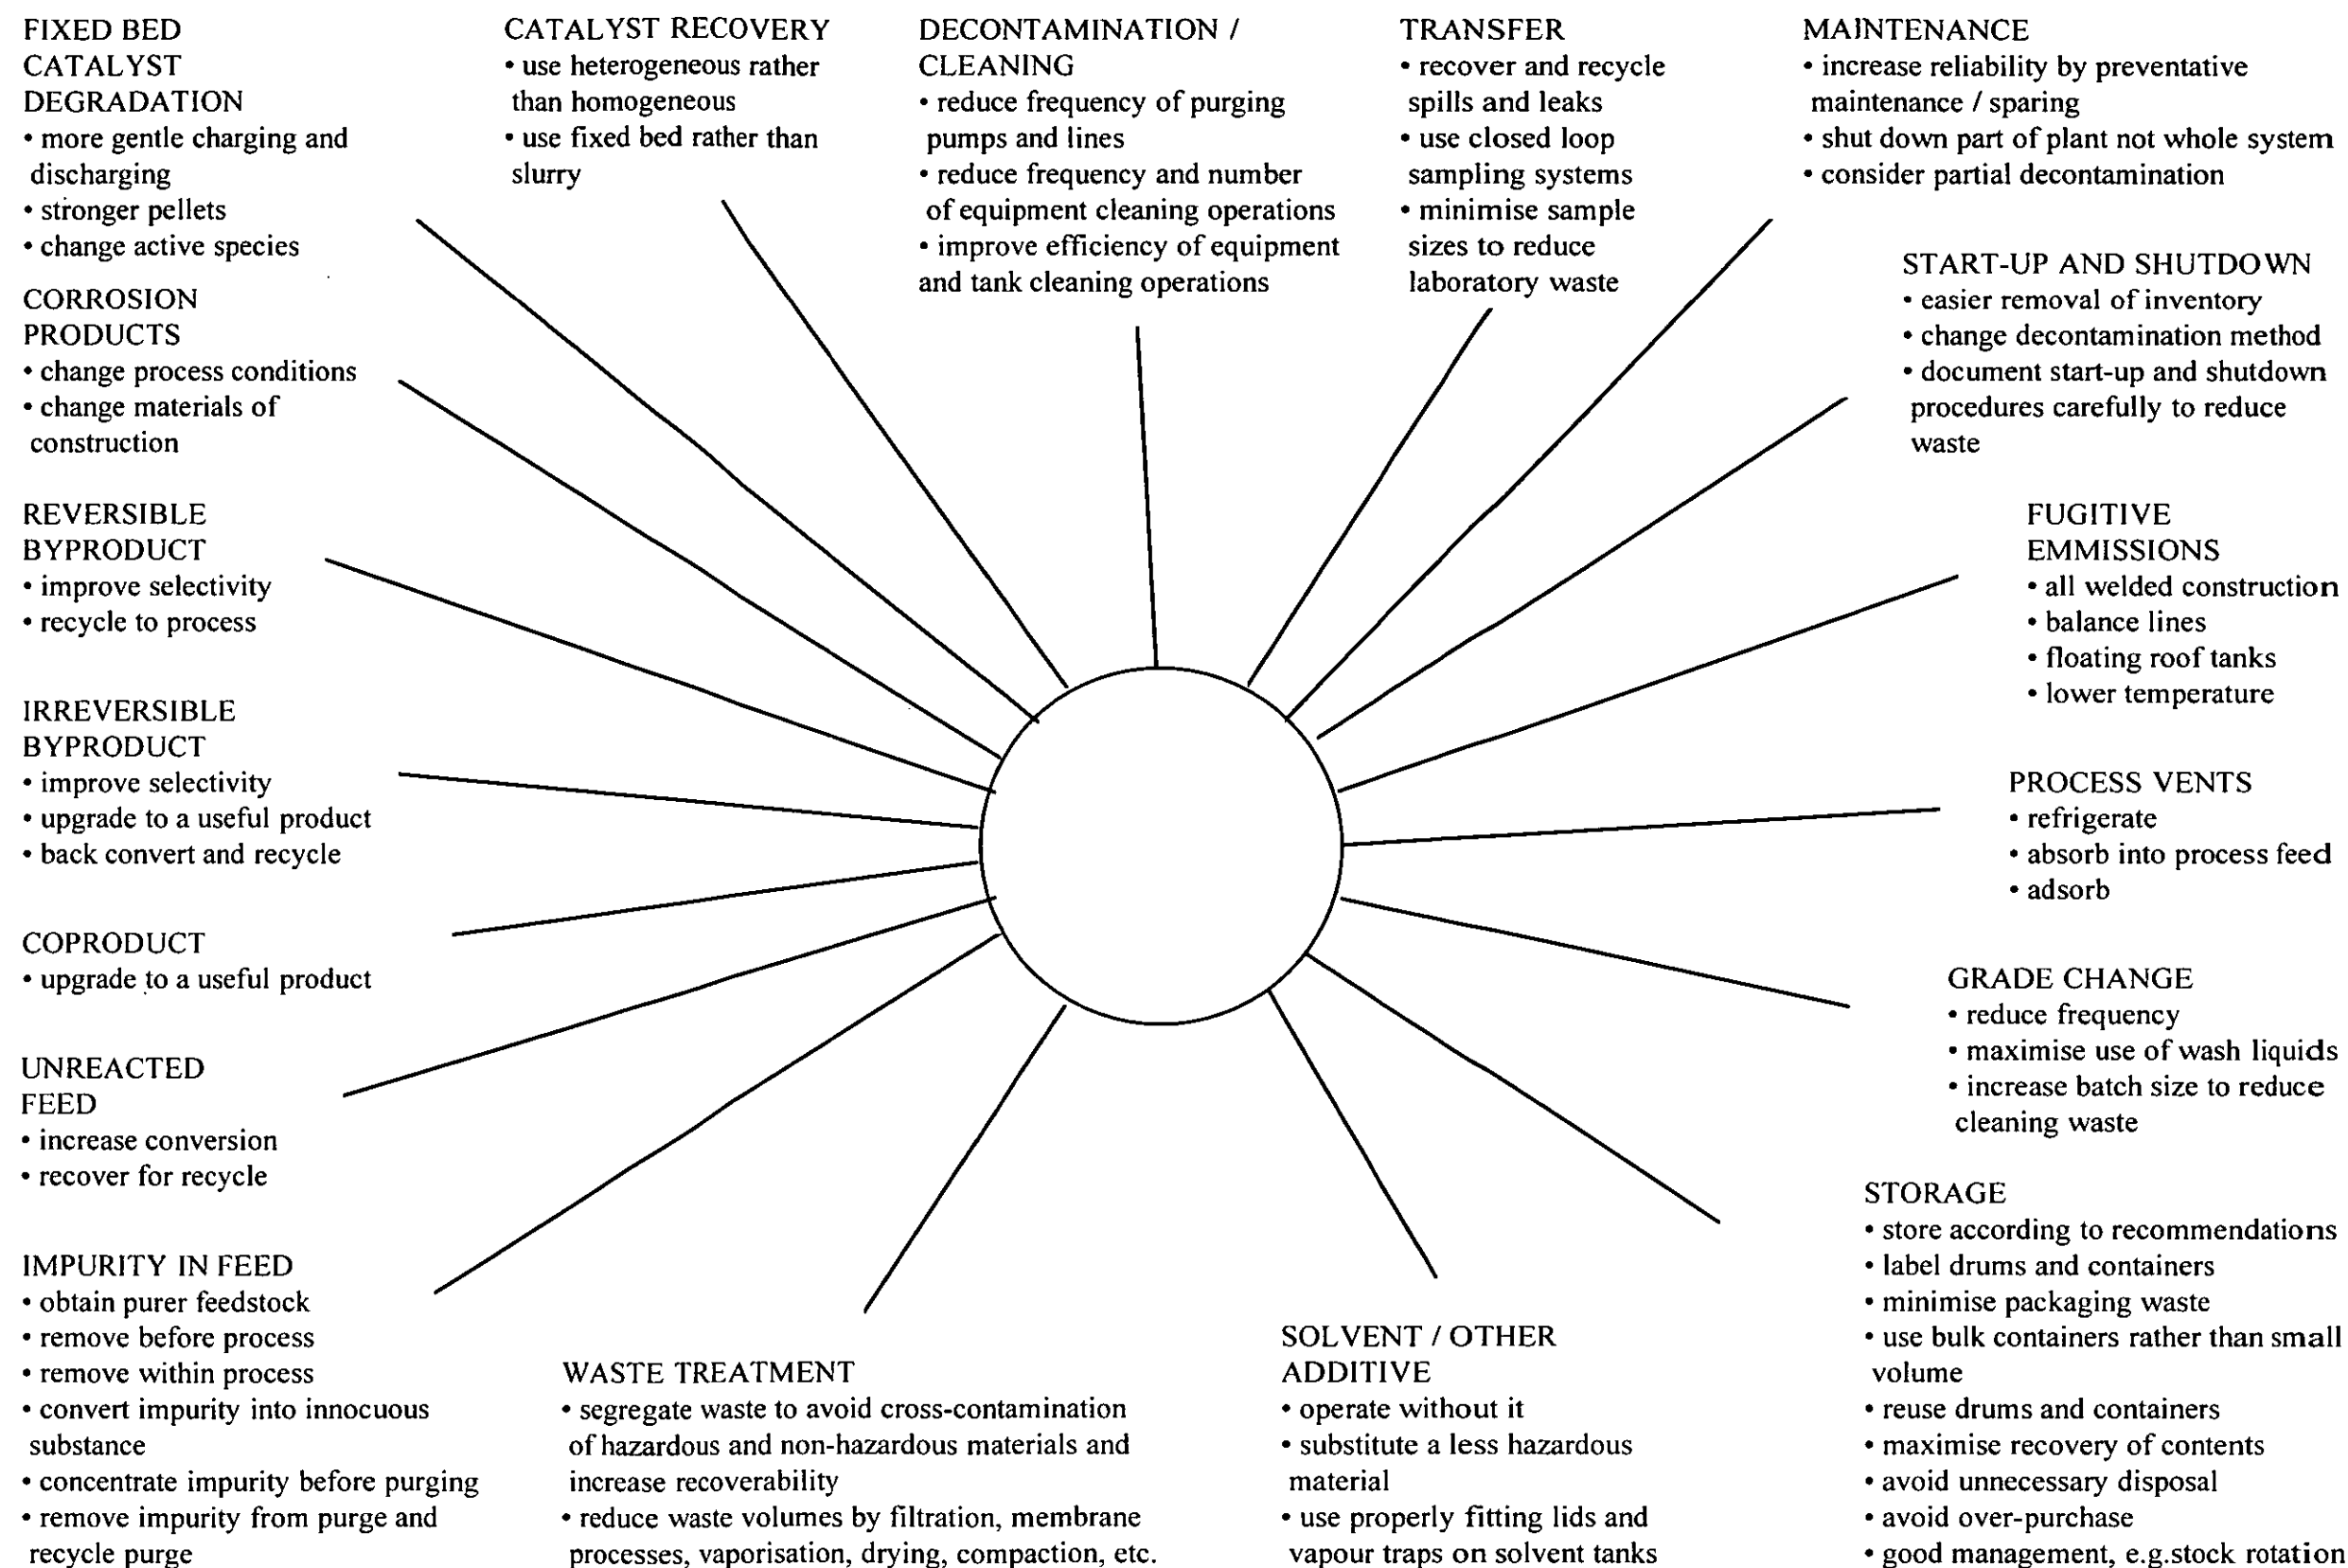 FIXED BED
CATALYST
DEGRADATION
• more gentle charging and
discharging
• stronger pellets
• change active species
CATALYST RECOVERY
• use heterogeneous rather
than homogeneous
• use fixed bed rather than
slurry
DECONTAMINATION /
CLEANING
• reduce frequency of purging
pumps and lines
• reduce frequency and number
of equipment cleaning operations
• improve efficiency of equipment
and tank cleaning operations
TRANSFER
• recover and recycle
spills and leaks
• use closed loop
sampling systems
• minimise sample
sizes to reduce
laboratory waste
MAINTENANCE
• increase reliability by preventative
maintenance / sparing
• shut down part of plant not whole system
• consider partial decontamination
START-UP AND SHUTDOWN
• easier removal of inventory
• change decontamination method
• document start-up and shutdown
procedures carefully to reduce
waste
CORROSION
PRODUCTS
• change process conditions
• change materials of
construction
REVERSIBLE
BYPRODUCT
• improve selectivity
• recycle to process
FUGITIVE
EMMISSIONS
• all welded construction
• balance lines
• floating roof tanks
• lower temperature
IRREVERSIBLE
BYPRODUCT
• improve selectivity
• upgrade to a useful product
• back convert and recycle
PROCESS VENTS
• refrigerate
• absorb into process feed
• adsorb
COPRODUCT
• upgrade to a useful product
GRADE CHANGE
• reduce frequency
• maximise use of wash liquids
• increase batch size to reduce
cleaning waste
UNREACTED
FEED
• increase conversion
• recover for recycle
STORAGE
• store according to recommendations
• label drums and containers
• minimise packaging waste
• use bulk containers rather than small
volume
• reuse drums and containers
• maximise recovery of contents
• avoid unnecessary disposal
• avoid over-purchase
• good management, e.g.stock rotation
IMPURITY IN FEED
• obtain purer feedstock
• remove before process
• remove within process
• convert impurity into innocuous
substance
• concentrate impurity before purging
• remove impurity from purge and
recycle purge
WASTE TREATMENT
• segregate waste to avoid cross-contamination
of hazardous and non-hazardous materials and
increase recoverability
• reduce waste volumes by filtration, membrane
processes, vaporisation, drying, compaction, etc.
SOLVENT / OTHER
ADDITIVE
• operate without it
• substitute a less hazardous
material
• use properly fitting lids and
vapour traps on solvent tanks